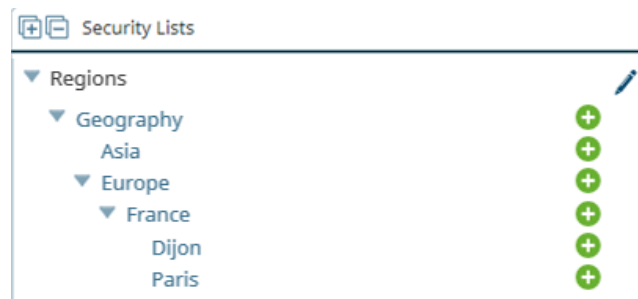 Security Lists
Regions
Geography
Asia
Europe
France
Dijon
Paris